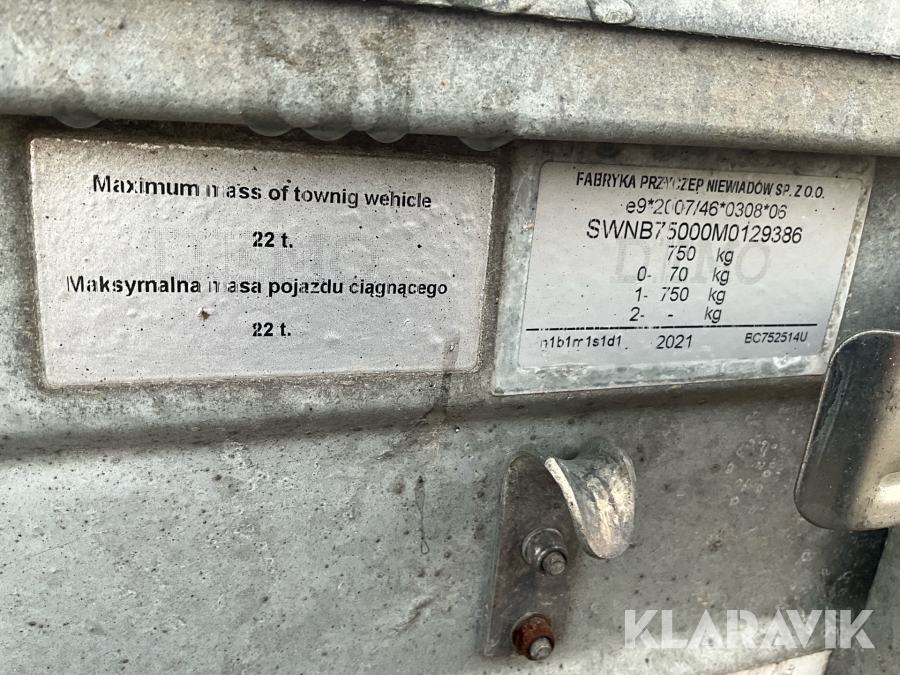 Maximum mass of townig wehicle
22 t.
Maksymalna masa pojazdu ciągnącego
22 t.
FABRYKA PRZYCZEP NIEWIADÓW SP. Z O.O.
e9*2007/46*0308*06
SWNB75000M0129386
750 kg
0- 70 kg
1- 750 kg
2- - kg
n1b1m1s1d1 2021 BC752514U
KLARAVIK